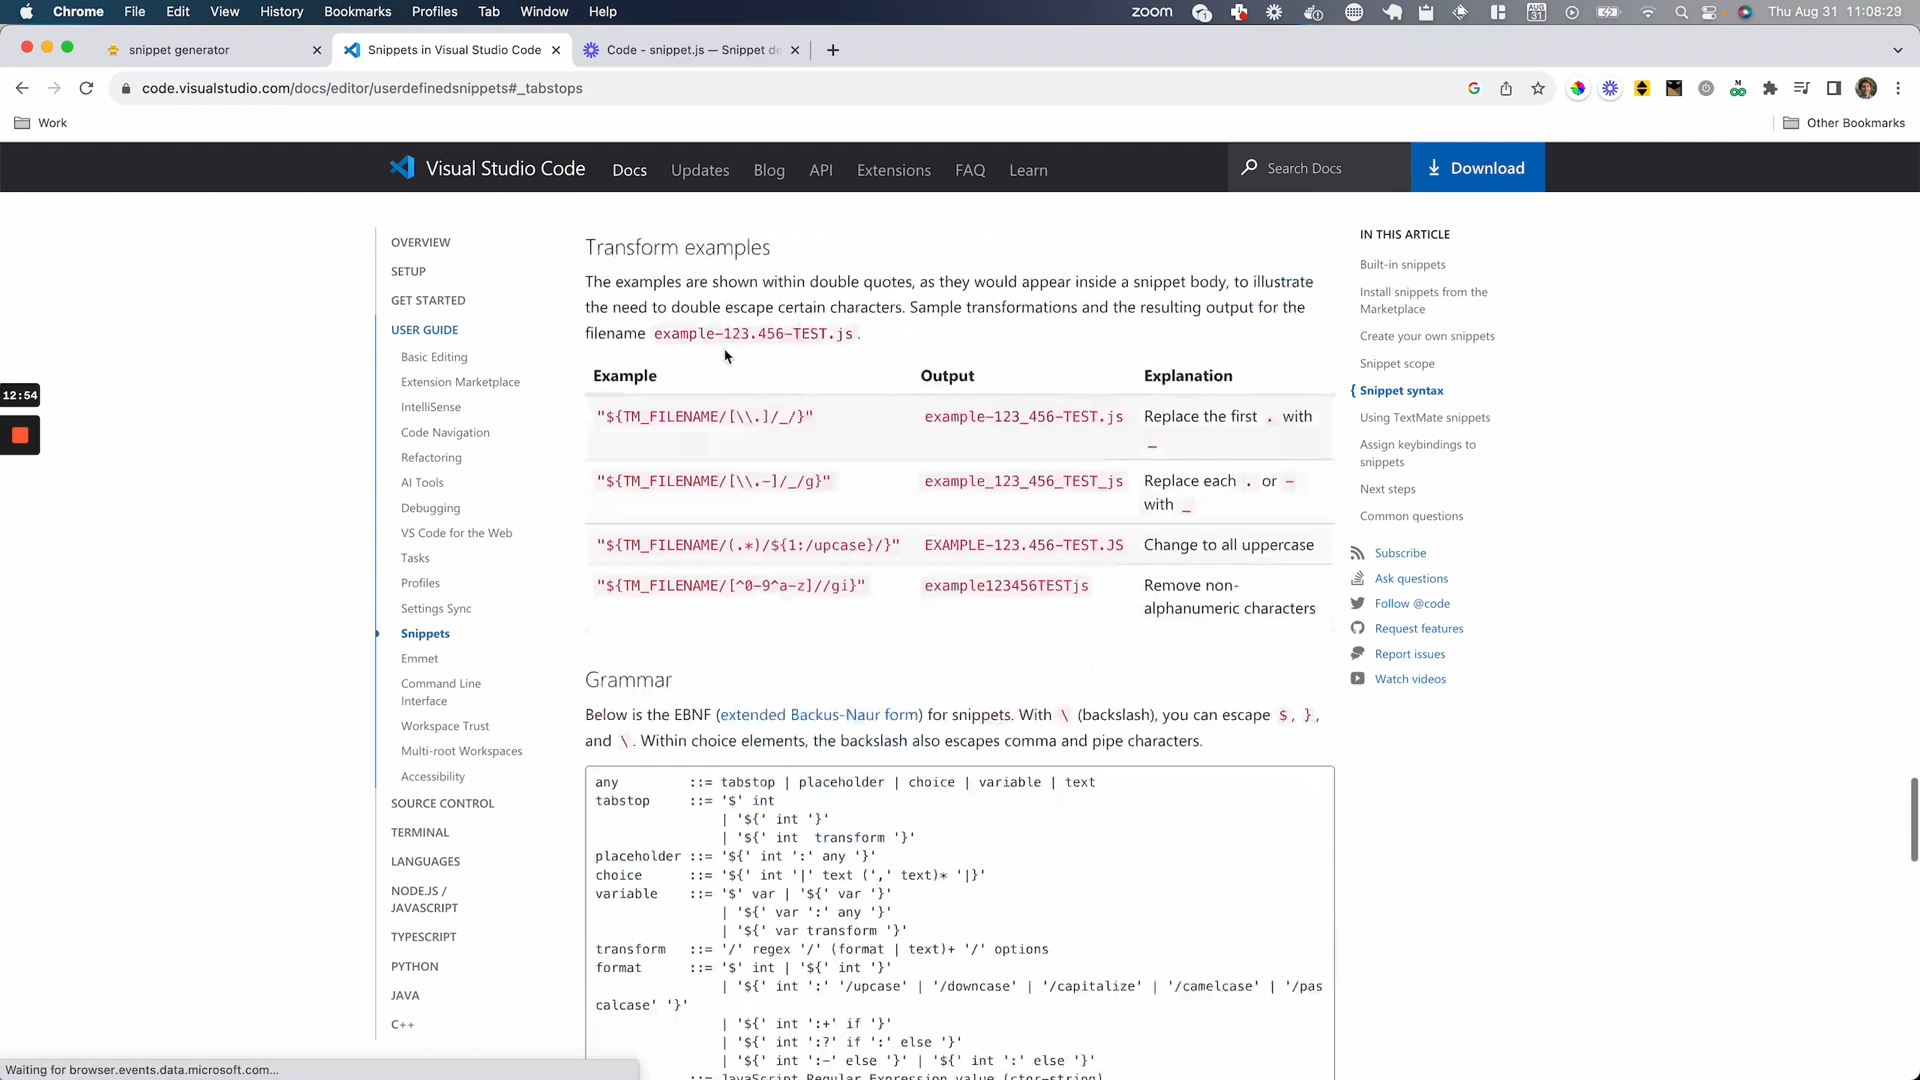 Chrome File Edit View History Bookmarks Profiles Tab Window Help
zoom
AUG 31
Thu Aug 31 11:08:29
snippet generator
Snippets in Visual Studio Code
Code - snippet.js — Snippet de
code.visualstudio.com/docs/editor/userdefinedsnippets#_tabstops
Work
Other Bookmarks
Visual Studio Code Docs Updates Blog API Extensions FAQ Learn
Search Docs
Download
OVERVIEW
SETUP
GET STARTED
USER GUIDE
Basic Editing
Extension Marketplace
IntelliSense
Code Navigation
Refactoring
AI Tools
Debugging
VS Code for the Web
Tasks
Profiles
Settings Sync
Snippets
Emmet
Command Line
Interface
Workspace Trust
Multi-root Workspaces
Accessibility
SOURCE CONTROL
TERMINAL
LANGUAGES
NODE.JS /
JAVASCRIPT
TYPESCRIPT
PYTHON
JAVA
C++
12:54
Transform examples
The examples are shown within double quotes, as they would appear inside a snippet body, to illustrate
the need to double escape certain characters. Sample transformations and the resulting output for the
filename example-123.456-TEST.js.
Example Output Explanation
"${TM_FILENAME/[\\.]/_/}" example-123_456-TEST.js Replace the first . with
_
"${TM_FILENAME/[\\.-]/_/g}" example_123_456_TEST_js Replace each . or -
with _
"${TM_FILENAME/(.*)/${1:/upcase}/}" EXAMPLE-123.456-TEST.JS Change to all uppercase
"${TM_FILENAME/[^0-9^a-z]//gi}" example123456TESTjs Remove non-
alphanumeric characters
Grammar
Below is the EBNF (extended Backus-Naur form) for snippets. With \ (backslash), you can escape $, },
and \. Within choice elements, the backslash also escapes comma and pipe characters.
any ::= tabstop | placeholder | choice | variable | text
tabstop ::= '$' int
| '${' int '}'
| '${' int transform '}'
placeholder ::= '${' int ':' any '}'
choice ::= '${' int '|' text (',' text)* '|}'
variable ::= '$' var | '${' var '}'
| '${' var ':' any '}'
| '${' var transform '}'
transform ::= '/' regex '/' (format | text)+ '/' options
format ::= '$' int | '${' int '}'
| '${' int ':' '/upcase' | '/downcase' | '/capitalize' | '/camelcase' | '/pas
calcase' '}'
| '${' int ':+' if '}'
| '${' int ':?' if ':' else '}'
| '${' int ':-' else '}' | '${' int ':' else '}'
::= JavaScript Regular Expression value (ctor-string)
IN THIS ARTICLE
Built-in snippets
Install snippets from the
Marketplace
Create your own snippets
Snippet scope
{ Snippet syntax
Using TextMate snippets
Assign keybindings to
snippets
Next steps
Common questions
Subscribe
Ask questions
Follow @code
Request features
Report issues
Watch videos
Waiting for browser.events.data.microsoft.com...